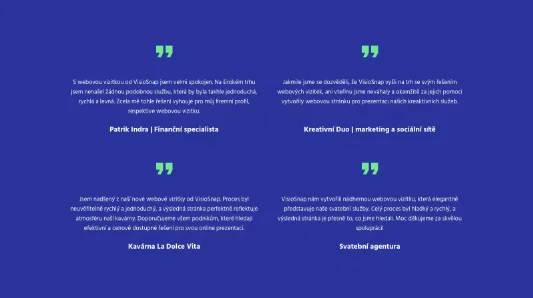 S webovou vizitkou od VisioSnap jsem velmi spokojen. Na širokém trhu
jsem nenašel žádnou podobnou službu, která by byla takhle jednoduchá,
rychlá a levná. Zcela mě tohle řešení vyhouje pro můj firemní profil,
respektive webovou vizitku.
Patrik Indra | Finanční specialista
Jakmile jsme se dozvěděli, že VisioSnap vyšli na trh se svým řešením
webových vizitek, ani vteřinu jsme neváhaly a okamžitě za jejich pomocí
vytvořily webovou stránku pro prezentaci našich kreaktivních služeb.
Kreativní Duo | marketing a sociální sítě
Jsem nadšený z naší nové webové vizitky od VisioSnap. Proces byl
neuvěřitelně rychlý a jednoduchý, a výsledná stránka perfektně reflektuje
atmosféru naší kavárny. Doporučujeme všem podnikům, které hledají
efektivní a cenově dostupné řešení pro svou online prezentaci.
Kavárna La Dolce Vita
VisioSnap nám vytvořil nádhernou webovou vizitku, která elegantně
představuje naše svatební služby. Celý proces byl hladký a rychlý, a
výsledná stránka je přesně to, co jsme hledali. Moc děkujeme za skvělou
spolupráci!
Svatební agentura